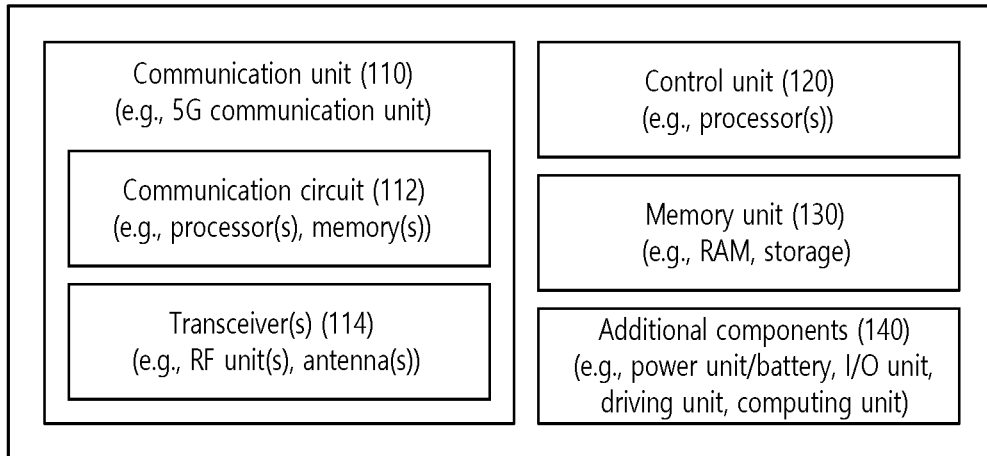 Communication unit (110)
(e.g., 5G communication unit)
Communication circuit (112)
(e.g., processor(s), memory(s))
Transceiver(s) (114)
(e.g., RF unit(s), antenna(s))
Control unit (120)
(e.g., processor(s))
Memory unit (130)
(e.g., RAM, storage)
Additional components (140)
(e.g., power unit/battery, I/O unit,
driving unit, computing unit)